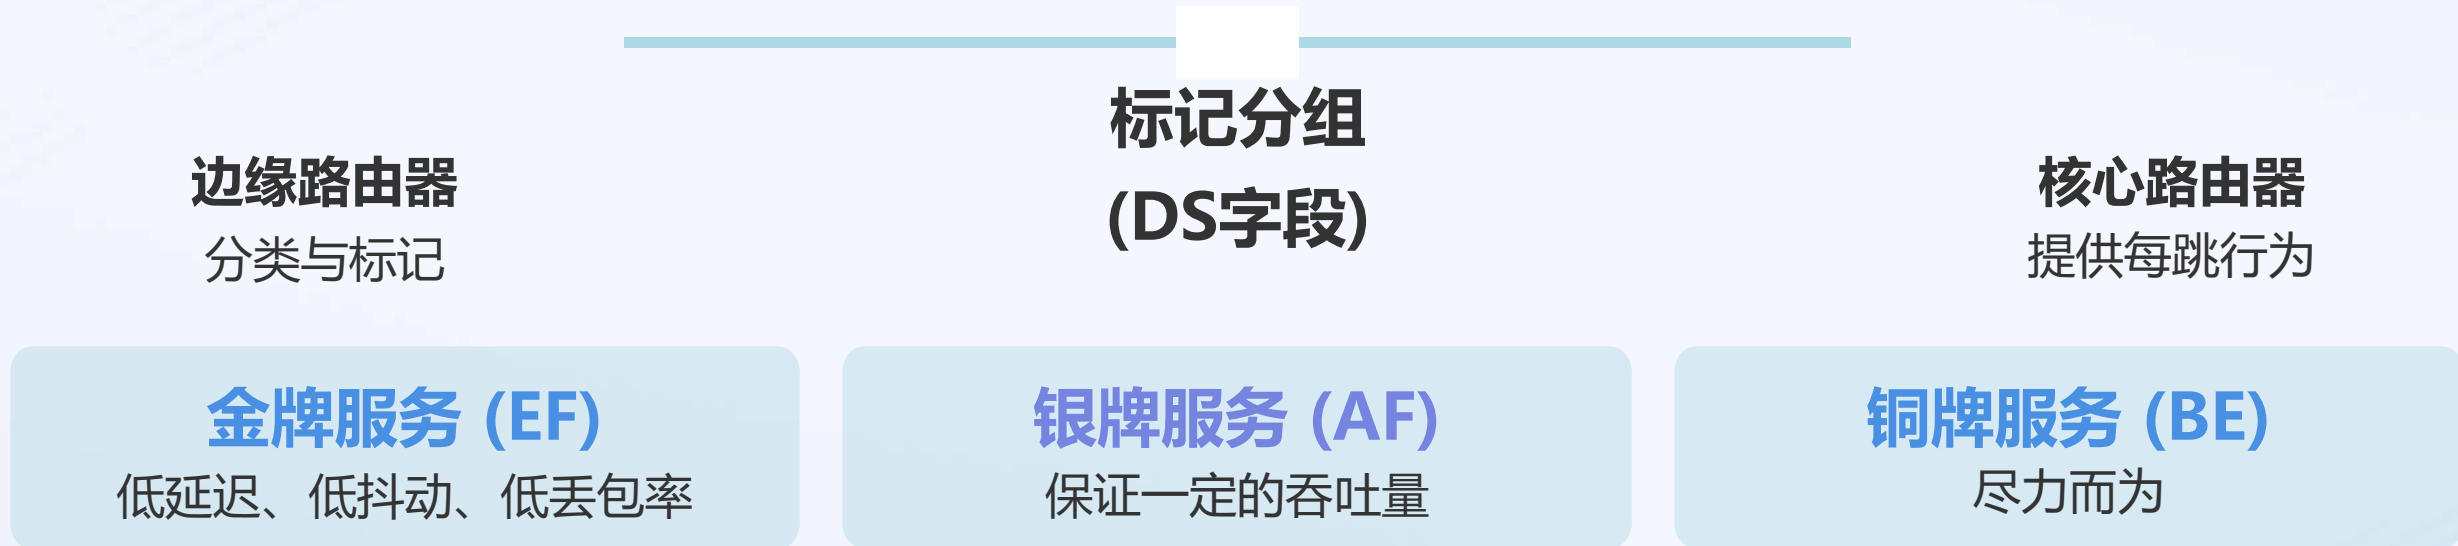 标记分组
(DS字段)
边缘路由器
分类与标记
核心路由器
提供每跳行为
金牌服务 (EF)
低延迟、低抖动、低丢包率
银牌服务 (AF)
保证一定的吞吐量
铜牌服务 (BE)
尽力而为